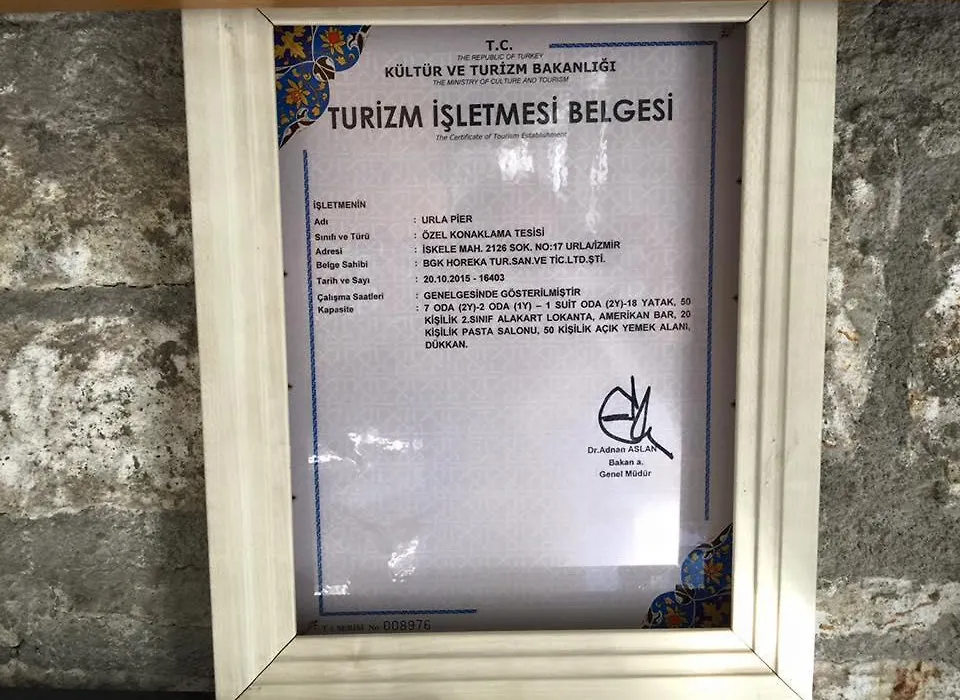 T.C.
THE REPUBLIC OF TURKEY
KÜLTÜR VE TURİZM BAKANLIĞI
THE MINISTRY OF CULTURE AND TOURISM
TURİZM İŞLETMESİ BELGESİ
The Certificate of Tourism Establishment
İŞLETMENİN
Adı : URLA PİER
Sınıfı ve Türü : ÖZEL KONAKLAMA TESİSİ
Adresi : İSKELE MAH. 2126 SOK. NO:17 URLA/İZMİR
Belge Sahibi : BGK HOREKA TUR.SAN.VE TİC.LTD.ŞTİ.
Tarih ve Sayı : 20.10.2015 - 16403
Çalışma Saatleri : GENELGESİNDE GÖSTERİLMİŞTİR
Kapasite : 7 ODA (2Y)-2 ODA (1Y) – 1 SUİT ODA (2Y)-18 YATAK, 50
KİŞİLİK 2.SINIF ALAKART LOKANTA, AMERİKAN BAR, 20
KİŞİLİK PASTA SALONU, 50 KİŞİLİK AÇIK YEMEK ALANI,
DÜKKAN.
Dr.Adnan ASLAN
Bakan a.
Genel Müdür
SERİSİ No 008976